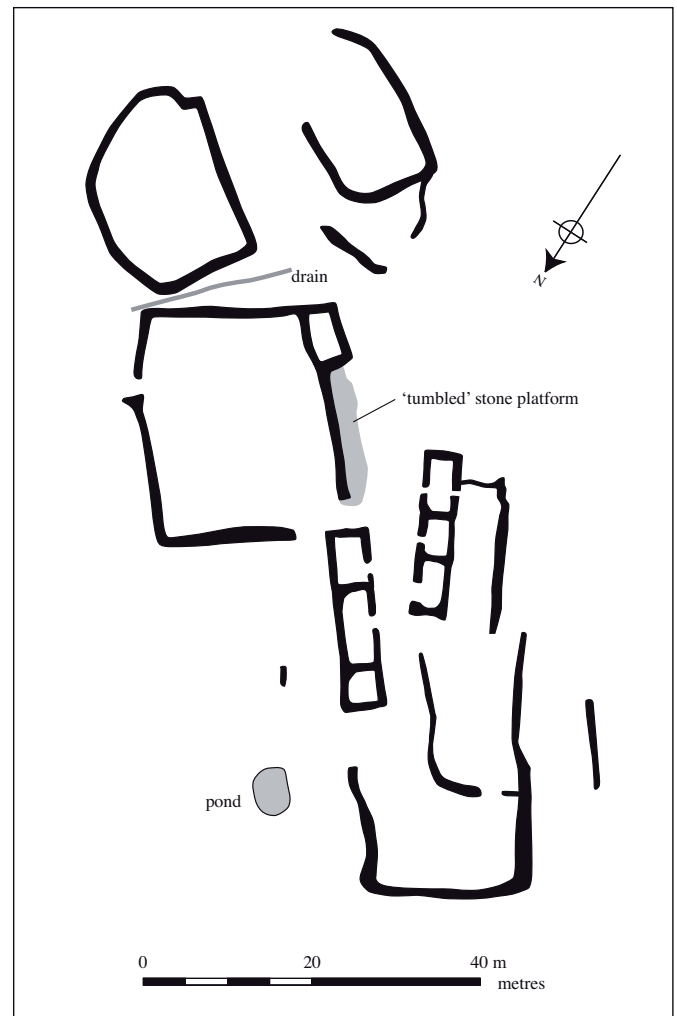 drain
N
‘tumbled’ stone platform
pond
0 20 40 m
metres